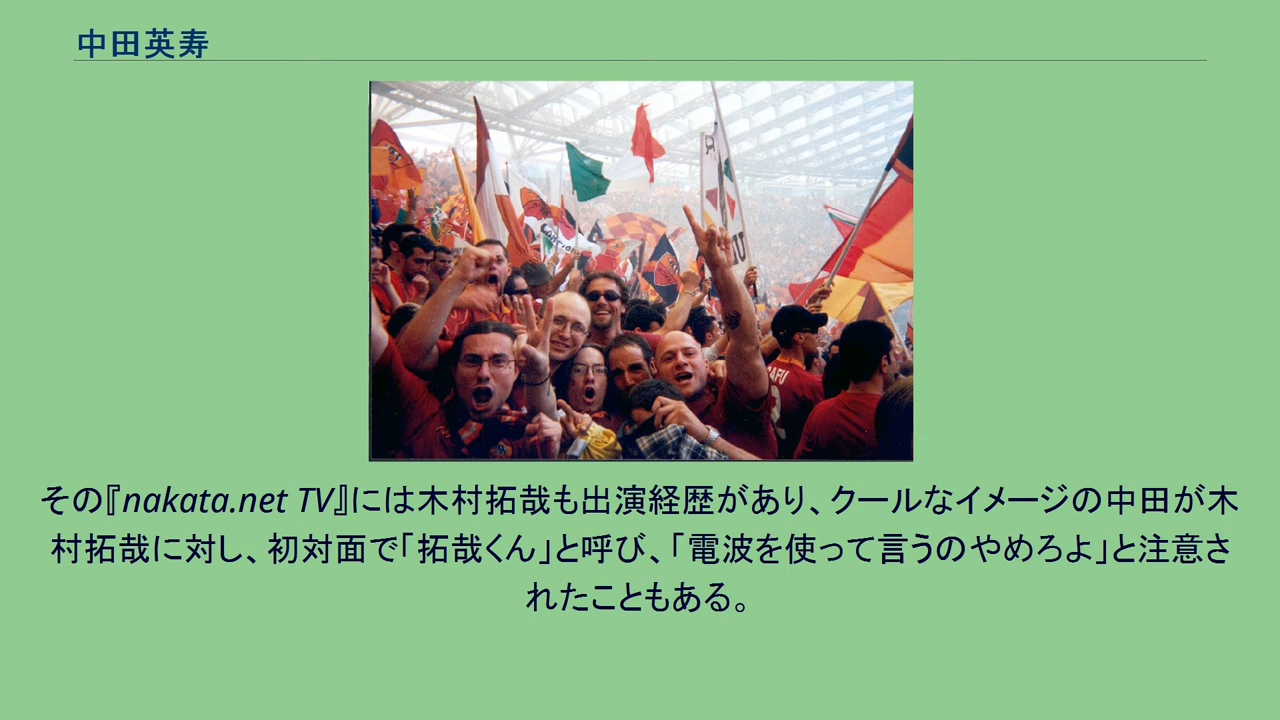 中田英寿
その『nakata.net TV』には木村拓哉も出演経歴があり、クールなイメージの中田が木
村拓哉に対し、初対面で「拓哉くん」と呼び、「電波を使って言うのやめろよ」と注意さ
れたこともある。